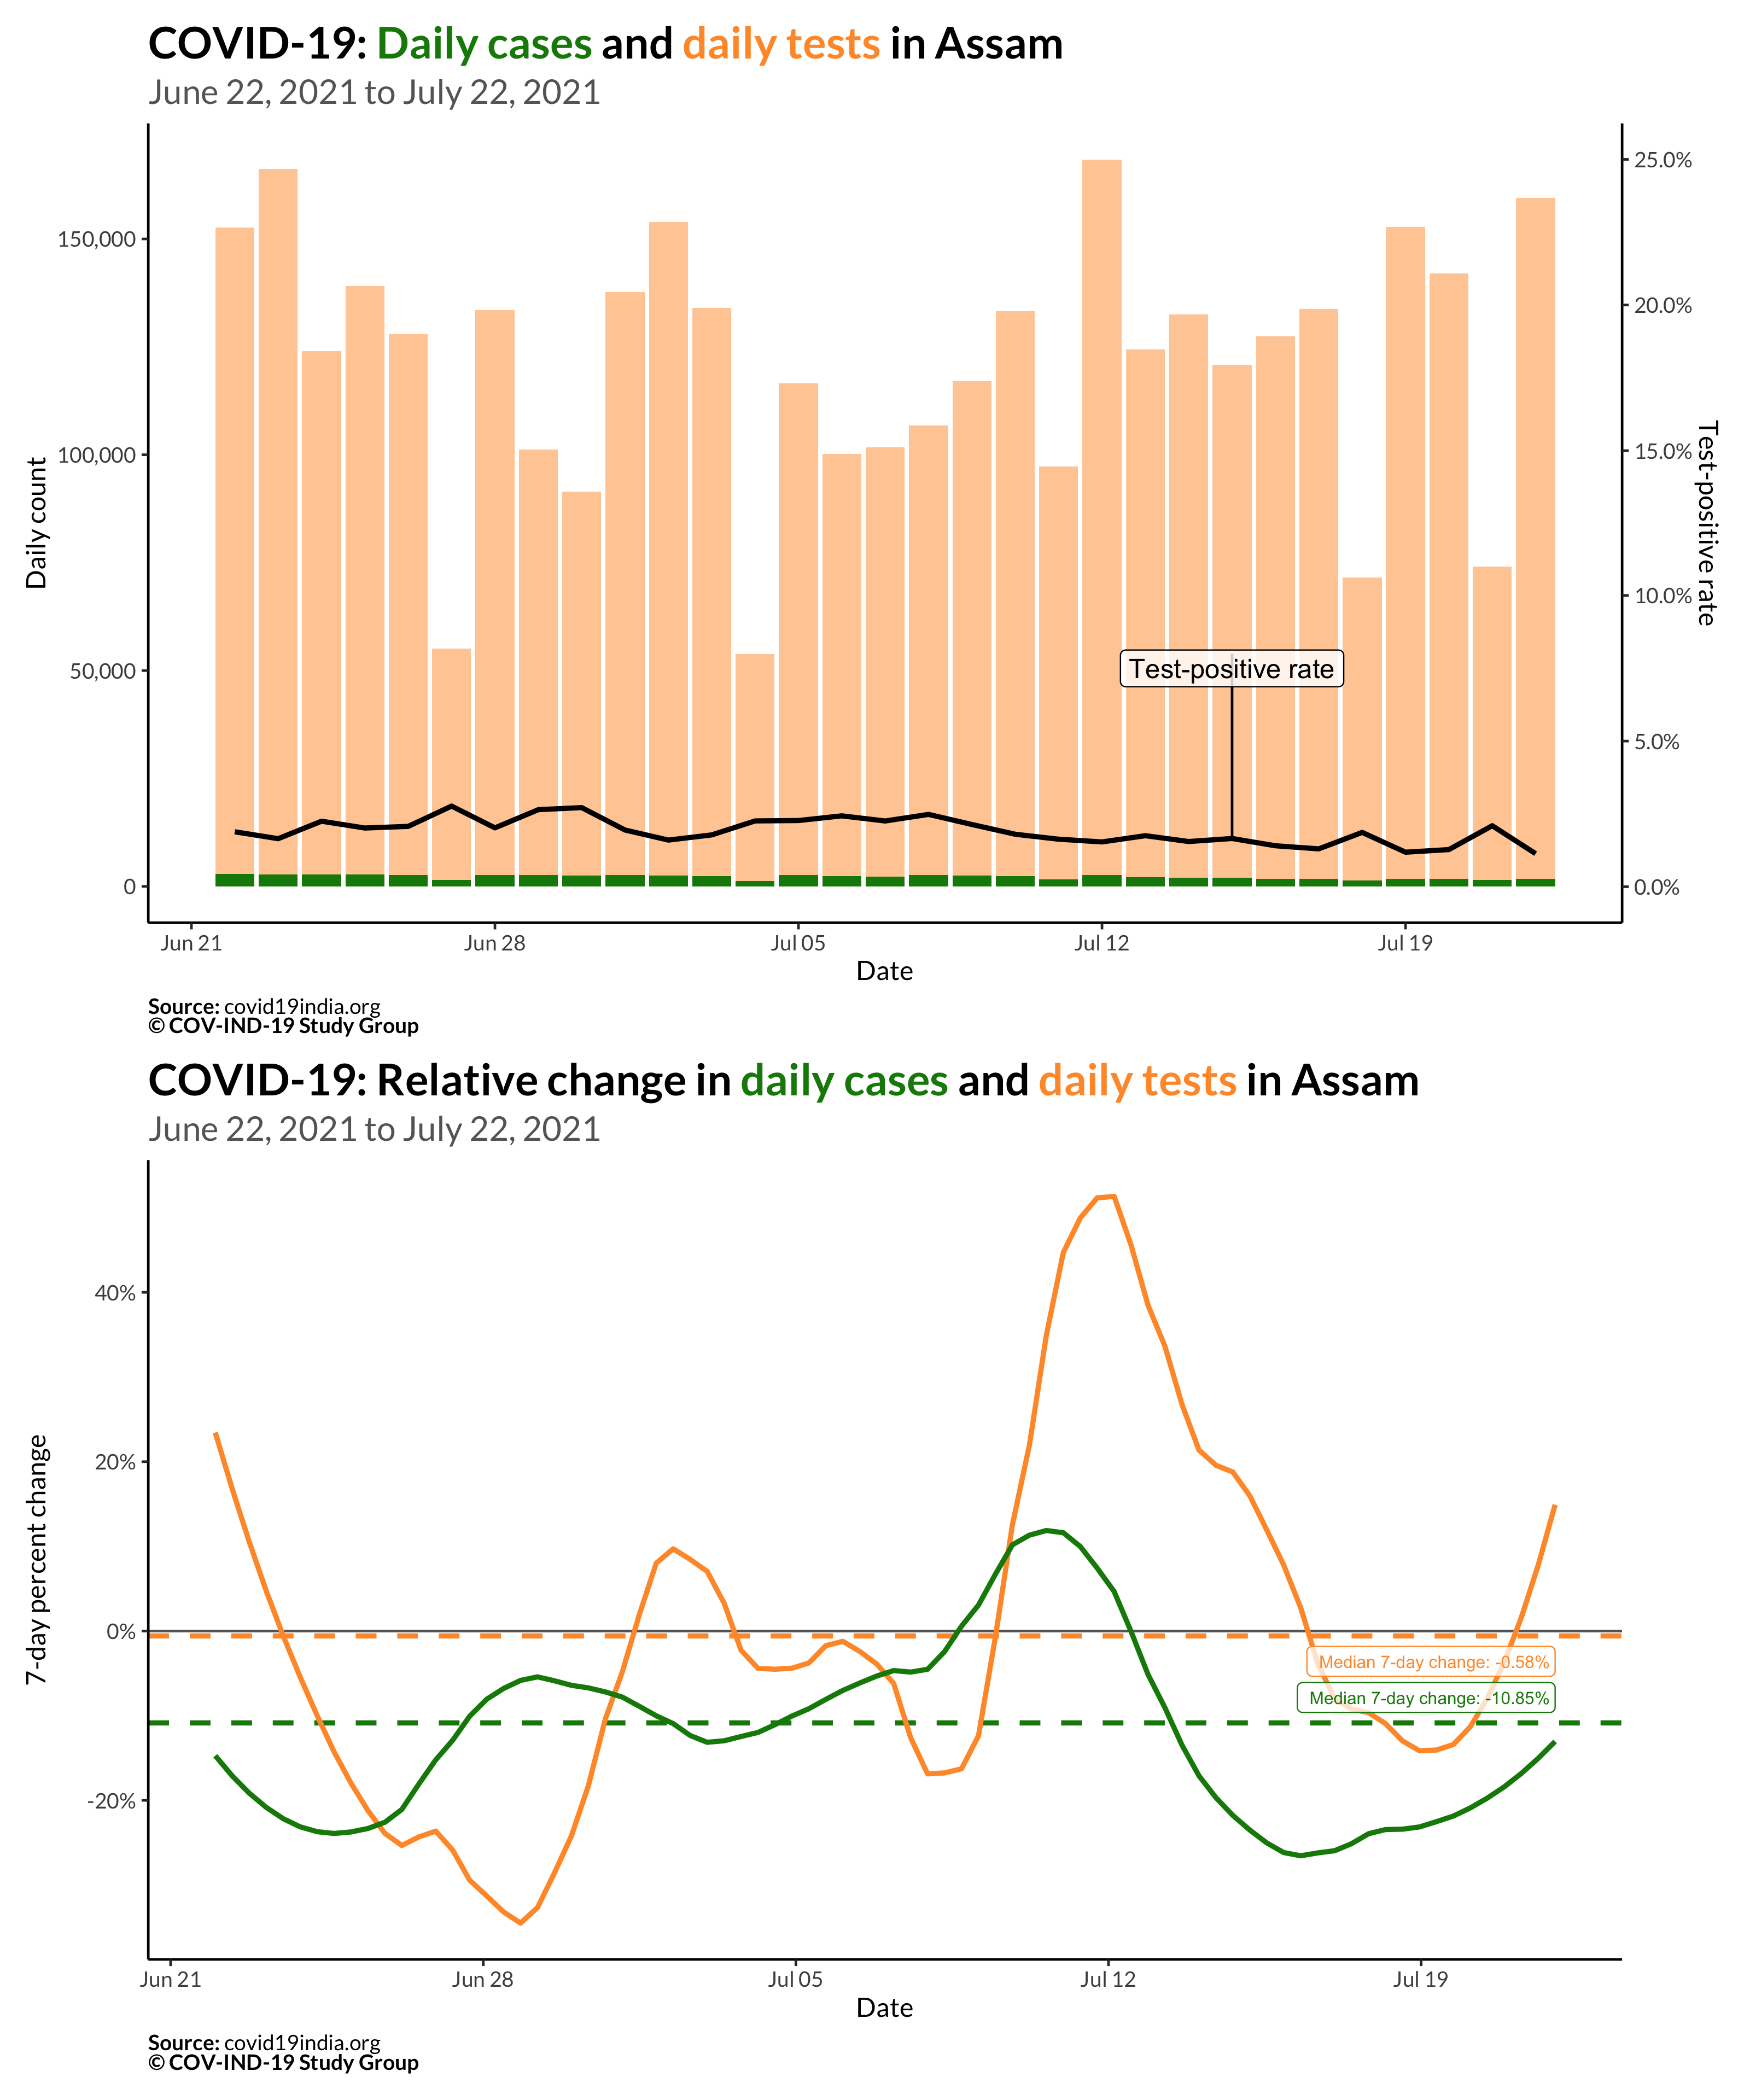 COVID-19: Daily cases and daily tests in Assam
June 22, 2021 to July 22, 2021
150,000
100,000
50,000
0
Daily count
25.0%
20.0%
15.0%
10.0%
5.0%
0.0%
Test-positive rate
Test-positive rate
Jun 21
Jun 28
Jul 05
Jul 12
Jul 19
Date
Source: covid19india.org
© COV-IND-19 Study Group
COVID-19: Relative change in daily cases and daily tests in Assam
June 22, 2021 to July 22, 2021
40%
20%
0%
-20%
7-day percent change
Median 7-day change: -0.58%
Median 7-day change: -10.85%
Jun 21
Jun 28
Jul 05
Jul 12
Jul 19
Date
Source: covid19india.org
© COV-IND-19 Study Group